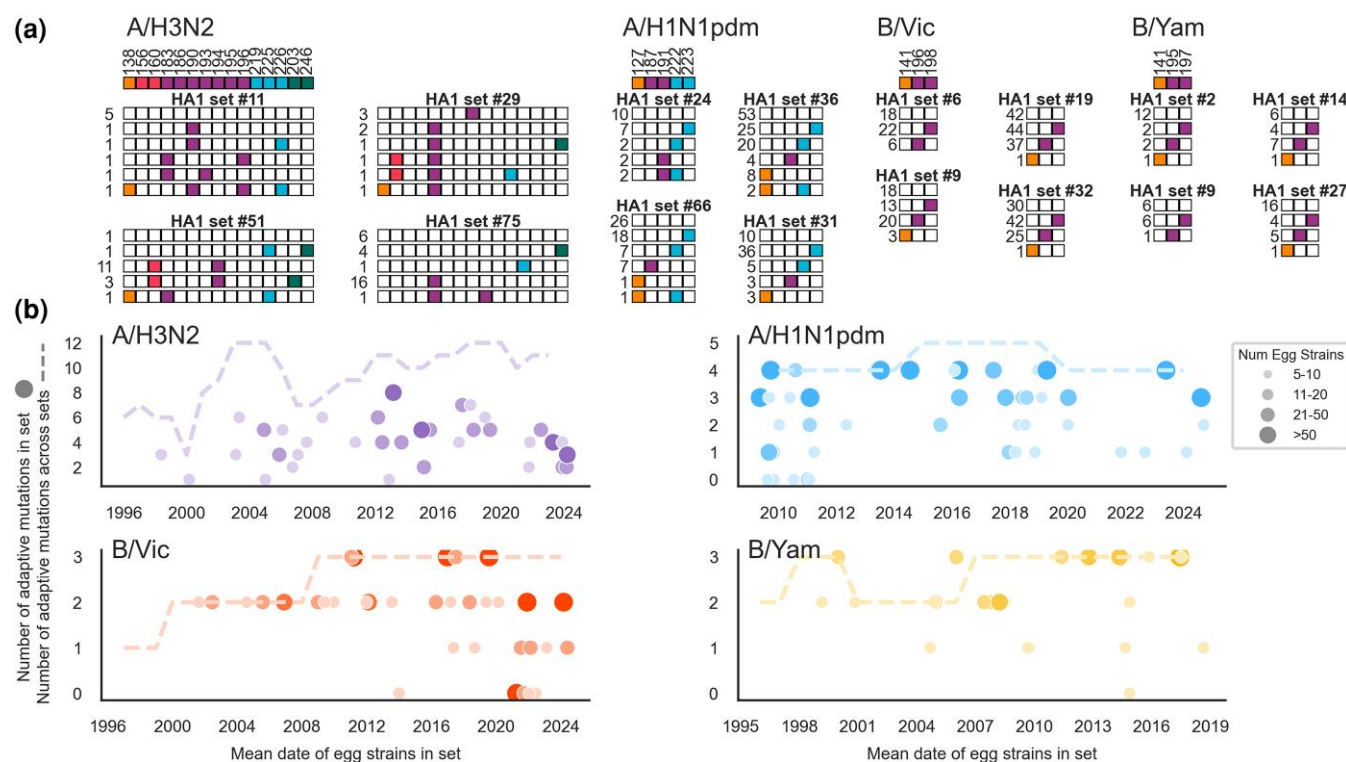 (a)
A/H3N2
138 156 160 183 186 190 193 194 195 196 219 225 226 203 246
HA1 set #11
5
1
1
1
1
1
HA1 set #29
3
2
1
1
1
1
HA1 set #51
1
1
11
3
1
HA1 set #75
6
4
1
16
1
A/H1N1pdm
127 187 191 222 223
HA1 set #24
10
7
2
2
2
HA1 set #36
53
25
20
4
8
2
HA1 set #66
26
18
7
7
1
1
HA1 set #31
10
36
5
3
3
B/Vic
141 196 198
HA1 set #6
18
22
6
HA1 set #19
42
44
37
1
HA1 set #9
18
13
20
3
HA1 set #32
30
42
25
1
B/Yam
141 195 197
HA1 set #2
12
2
2
1
HA1 set #14
6
4
7
1
HA1 set #9
6
6
1
HA1 set #27
16
4
5
1
(b)
Number of adaptive mutations in set
Number of adaptive mutations across sets
A/H3N2
12
10
8
6
4
2
1996 2000 2004 2008 2012 2016 2020 2024
A/H1N1pdm
5
4
3
2
1
0
2010 2012 2014 2016 2018 2020 2022 2024
Num Egg Strains
5-10
11-20
21-50
>50
B/Vic
3
2
1
0
1996 2000 2004 2008 2012 2016 2020 2024
Mean date of egg strains in set
B/Yam
3
2
1
0
1995 1998 2001 2004 2007 2010 2013 2016 2019
Mean date of egg strains in set